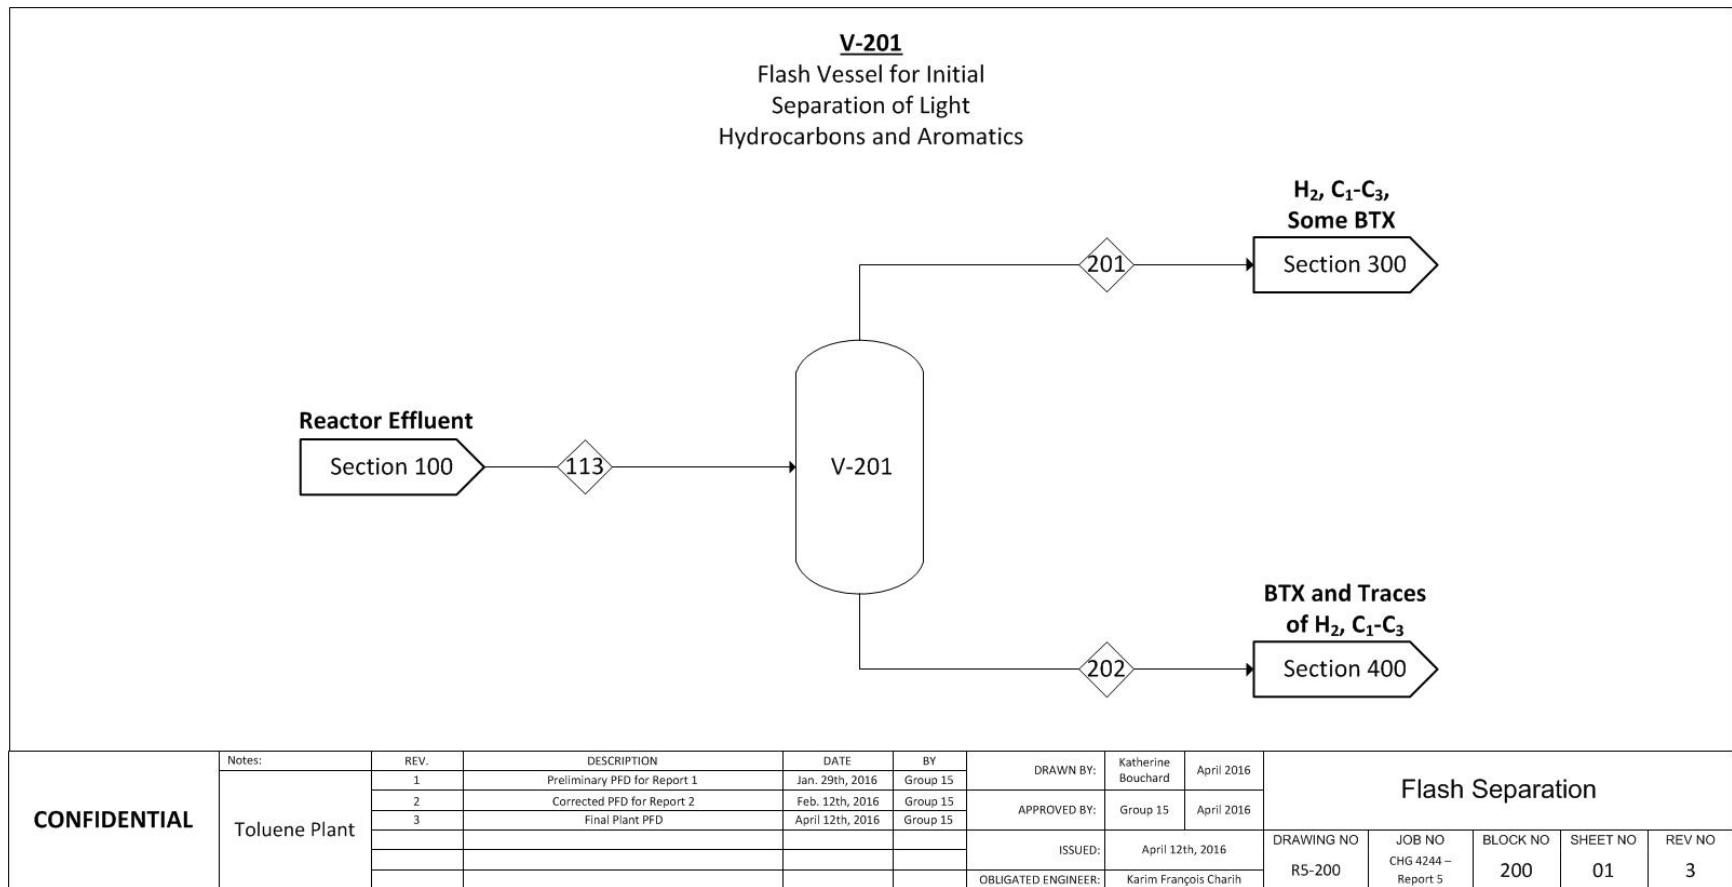 V-201
Flash Vessel for Initial
Separation of Light
Hydrocarbons and Aromatics
H₂, C₁-C₃,
Some BTX
201
Section 300
Reactor Effluent
Section 100
113
V-201
BTX and Traces
of H₂, C₁-C₃
202
Section 400
CONFIDENTIAL
Notes:
Toluene Plant
REV. DESCRIPTION DATE BY
1 Preliminary PFD for Report 1 Jan. 29th, 2016 Group 15
2 Corrected PFD for Report 2 Feb. 12th, 2016 Group 15
3 Final Plant PFD April 12th, 2016 Group 15
DRAWN BY: Katherine Bouchard April 2016
APPROVED BY: Group 15 April 2016
ISSUED: April 12th, 2016
OBLIGATED ENGINEER: Karim François Charih
Flash Separation
DRAWING NO JOB NO BLOCK NO SHEET NO REV NO
R5-200 CHG 4244 – Report 5 200 01 3